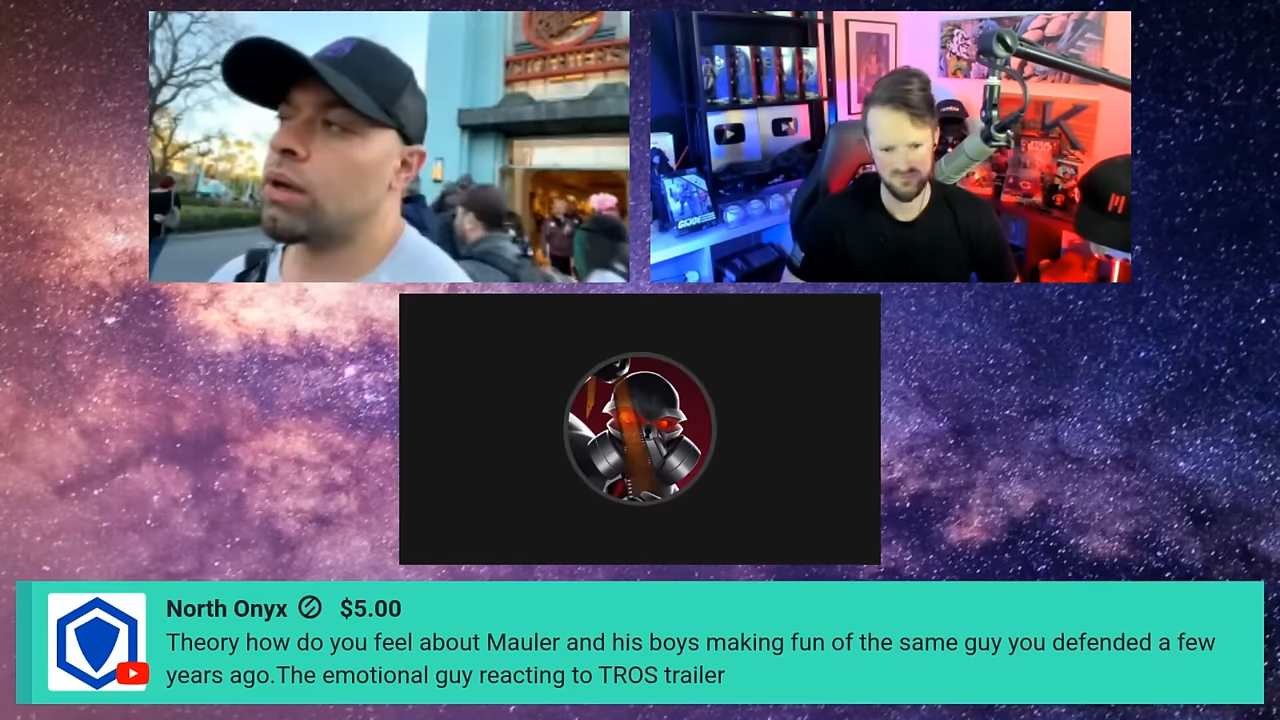 GIJOE
K
North Onyx $5.00
Theory how do you feel about Mauler and his boys making fun of the same guy you defended a few
years ago.The emotional guy reacting to TROS trailer